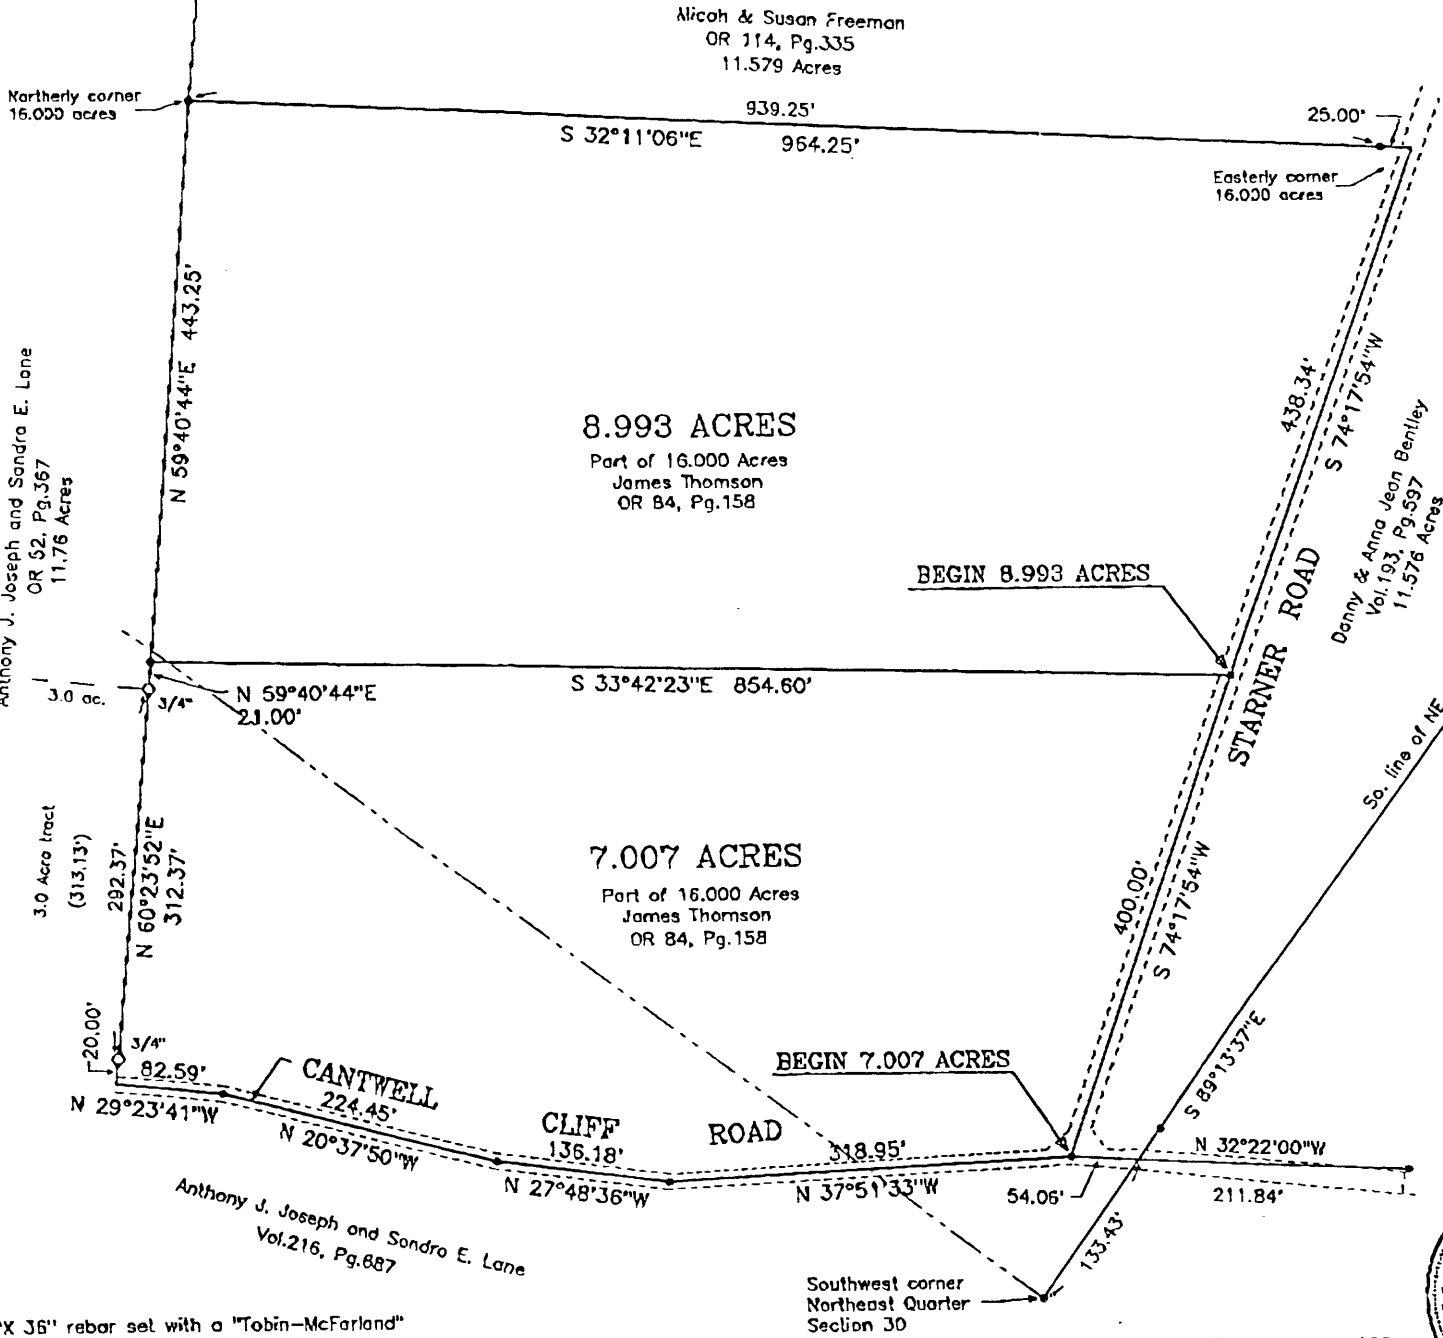 Micah & Susan Freeman
OR 114, Pg.335
11.579 Acres
Northerly corner
16.000 acres
939.25'
S 32°11'06"E 964.25'
25.00'
Easterly corner
16.000 acres
N 59°40'44"E 443.25'
Anthony J. Joseph and Sandra E. Lane
OR 52, Pg.367
11.76 Acres
8.993 ACRES
Part of 16.000 Acres
James Thomson
OR 84, Pg.158
438.34'
S 74°17'54"W
Danny & Anna Jean Bentley
Vol.193, Pg.597
11.576 Acres
BEGIN 8.993 ACRES
STARNER ROAD
S 33°42'23"E 854.60'
3.0 ac.
3/4"
N 59°40'44"E
21.00'
So. line of NE
3.0 Acre tract
(313.13')
292.37'
N 60°23'52"E
312.37'
7.007 ACRES
Part of 16.000 Acres
James Thomson
OR 84, Pg.158
400.00'
S 74°17'54"W
20.00'
3/4"
82.59'
N 29°23'41"W
CANTWELL CLIFF ROAD
224.45'
N 20°37'50"W
136.18'
N 27°48'36"W
318.95'
N 37°51'33"W
BEGIN 7.007 ACRES
S 89°13'37"E
N 32°22'00"W
54.06'
211.84'
133.43'
Anthony J. Joseph and Sandra E. Lane
Vol.216, Pg.687
Southwest corner
Northeast Quarter
Section 30
"X 36" rebar set with a "Tobin-McFarland"